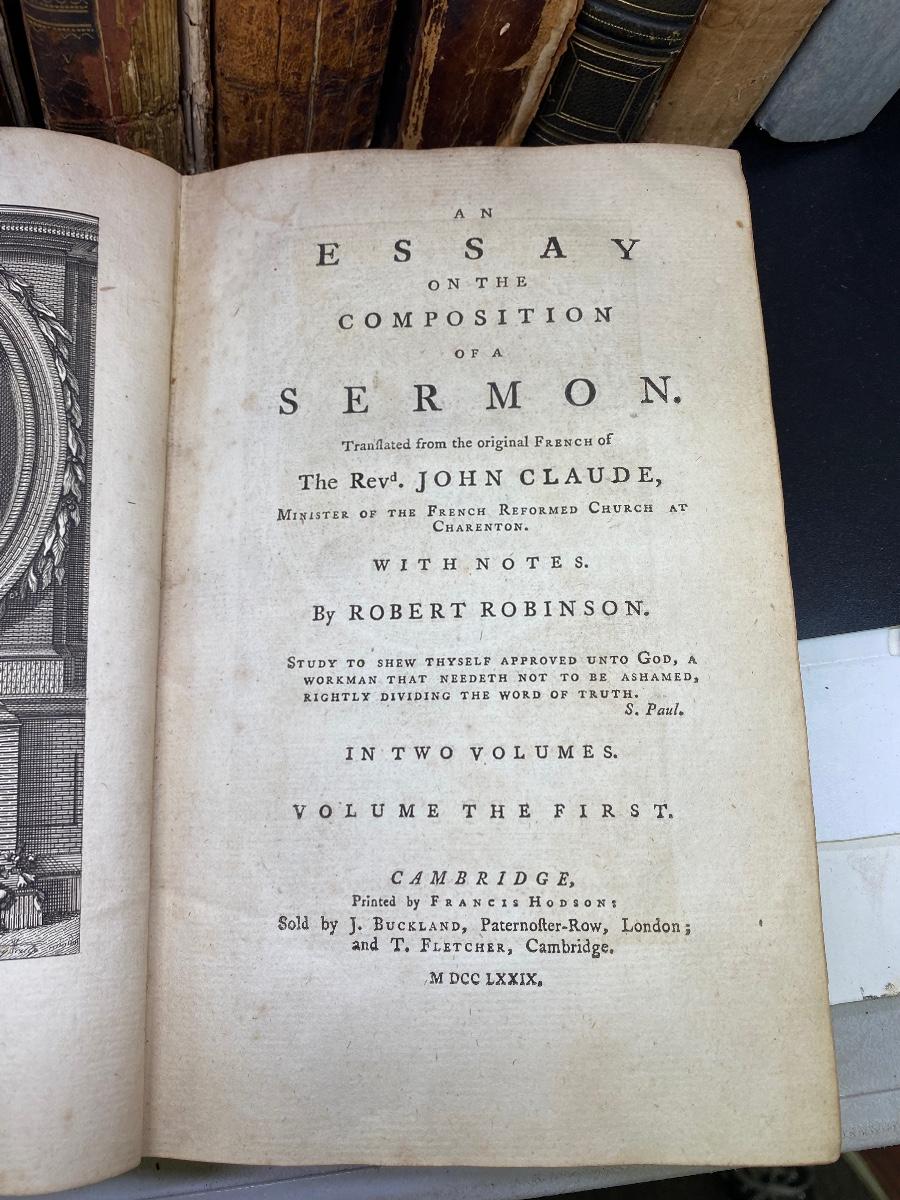 AN
ESSAY
ON THE
COMPOSITION
OF A
SERMON.
Tranſlated from the original FRENCH of
The Revᵈ. JOHN CLAUDE,
MINISTER OF THE FRENCH REFORMED CHURCH AT
CHARENTON.
WITH NOTES.
By ROBERT ROBINSON.
STUDY TO SHEW THYSELF APPROVED UNTO GOD, A
WORKMAN THAT NEEDETH NOT TO BE ASHAMED,
RIGHTLY DIVIDING THE WORD OF TRUTH.
S. Paul.
IN TWO VOLUMES.
VOLUME THE FIRST.
CAMBRIDGE,
Printed by FRANCIS HODSON:
Sold by J. BUCKLAND, Paternoſter-Row, London;
and T. FLETCHER, Cambridge.
M DCC LXXIX.